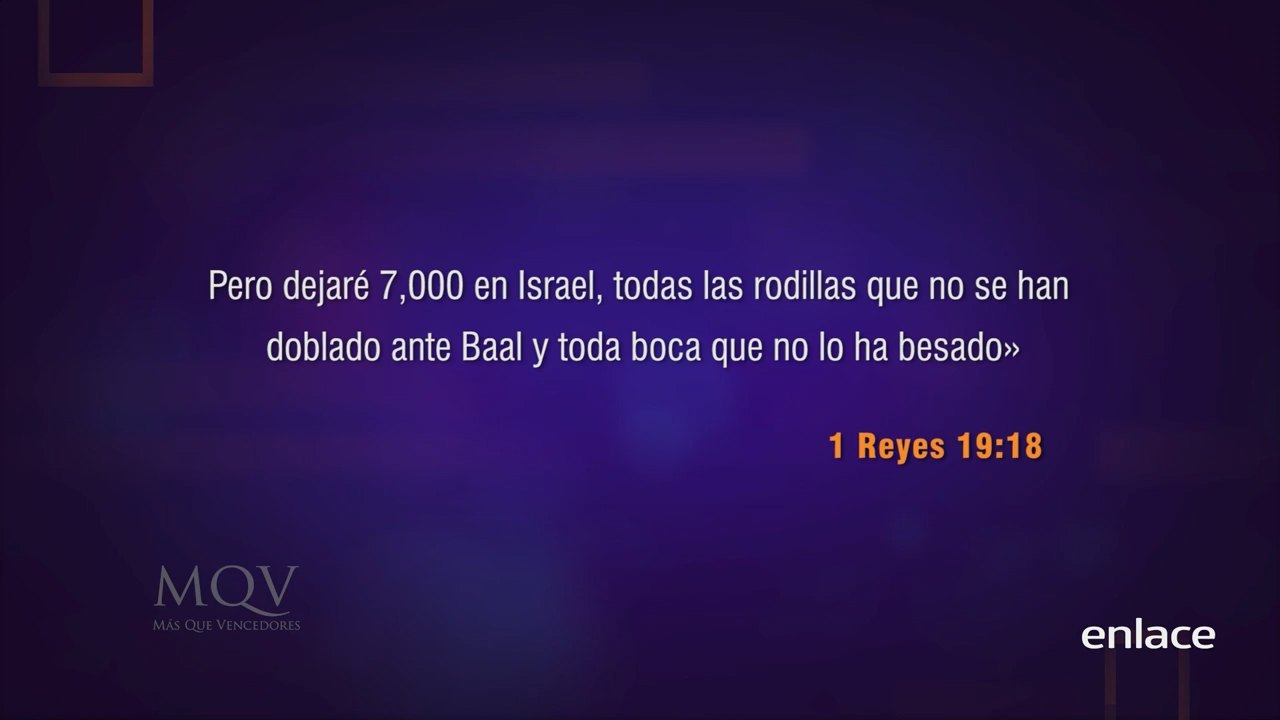 Pero dejaré 7,000 en Israel, todas las rodillas que no se han
doblado ante Baal y toda boca que no lo ha besado»
1 Reyes 19:18
MQV
MÁS QUE VENCEDORES
enlace